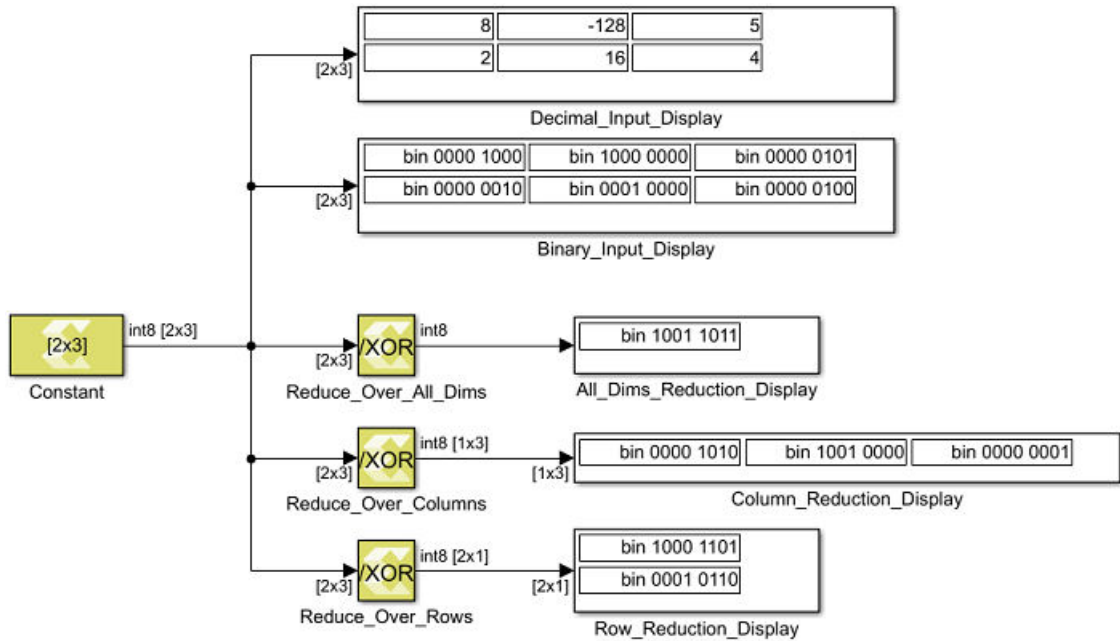 8 -128 5
[2x3] 2 16 4
Decimal_Input_Display
bin 0000 1000 bin 1000 0000 bin 0000 0101
[2x3] bin 0000 0010 bin 0001 0000 bin 0000 0100
Binary_Input_Display
[2x3] int8 [2x3]
Constant
[2x3] /XOR int8 bin 1001 1011
Reduce_Over_All_Dims All_Dims_Reduction_Display
[2x3] /XOR int8 [1x3] [1x3] bin 0000 1010 bin 1001 0000 bin 0000 0001
Reduce_Over_Columns Column_Reduction_Display
[2x3] /XOR int8 [2x1] bin 1000 1101
[2x1] bin 0001 0110
Reduce_Over_Rows Row_Reduction_Display